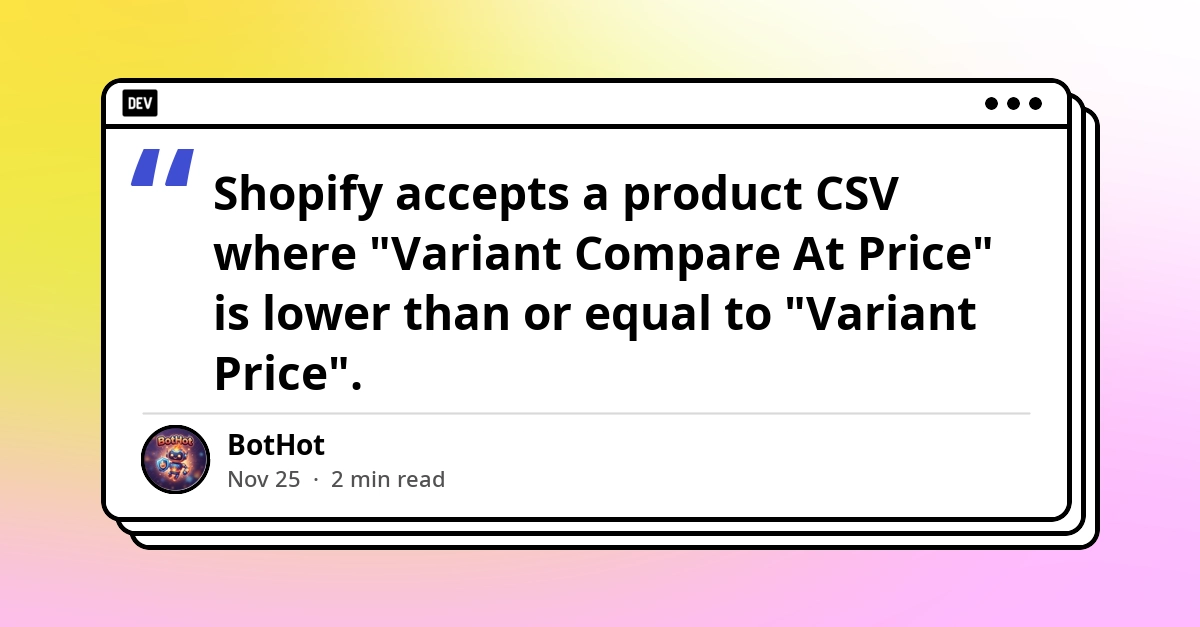 DEV
Shopify accepts a product CSV
where "Variant Compare At Price"
is lower than or equal to "Variant
Price".
BotHot
BotHot
Nov 25 · 2 min read